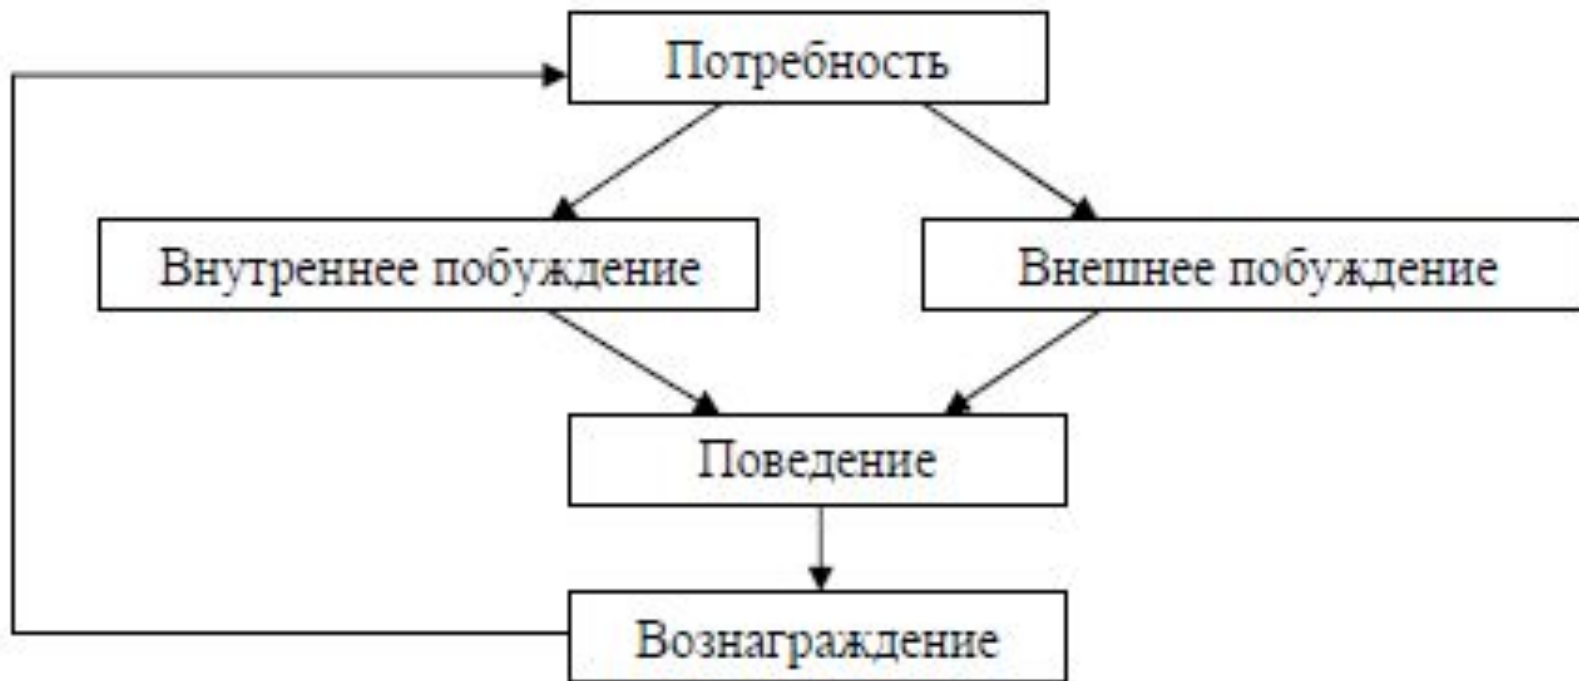 Потребность
Внутреннее побуждение
Внешнее побуждение
Поведение
Вознаграждение